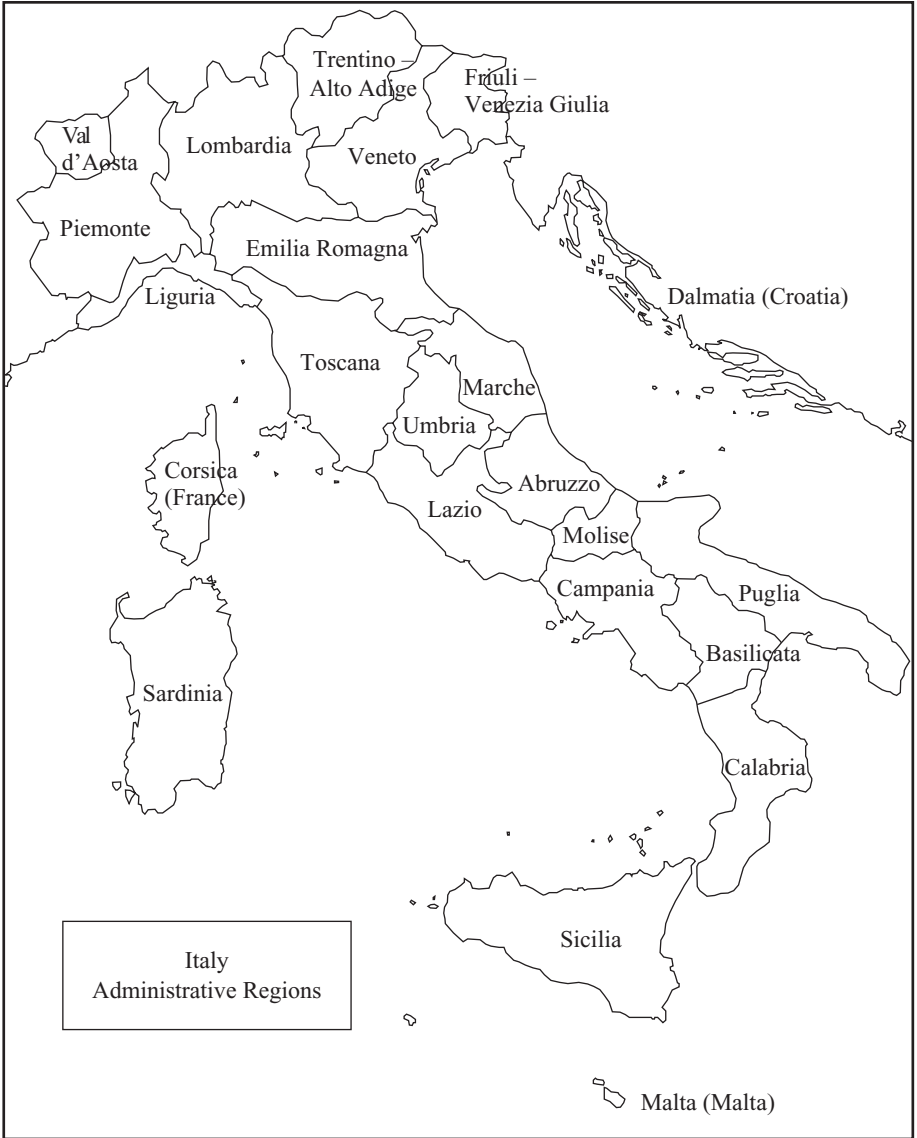 Trentino –
Alto Adige
Friuli –
Venezia Giulia
Val
d’Aosta
Lombardia
Veneto
Piemonte
Emilia Romagna
Liguria
Dalmatia (Croatia)
Toscana
Marche
Umbria
Corsica
(France)
Abruzzo
Lazio
Molise
Campania
Puglia
Basilicata
Sardinia
Calabria
Sicilia
Italy
Administrative Regions
Malta (Malta)